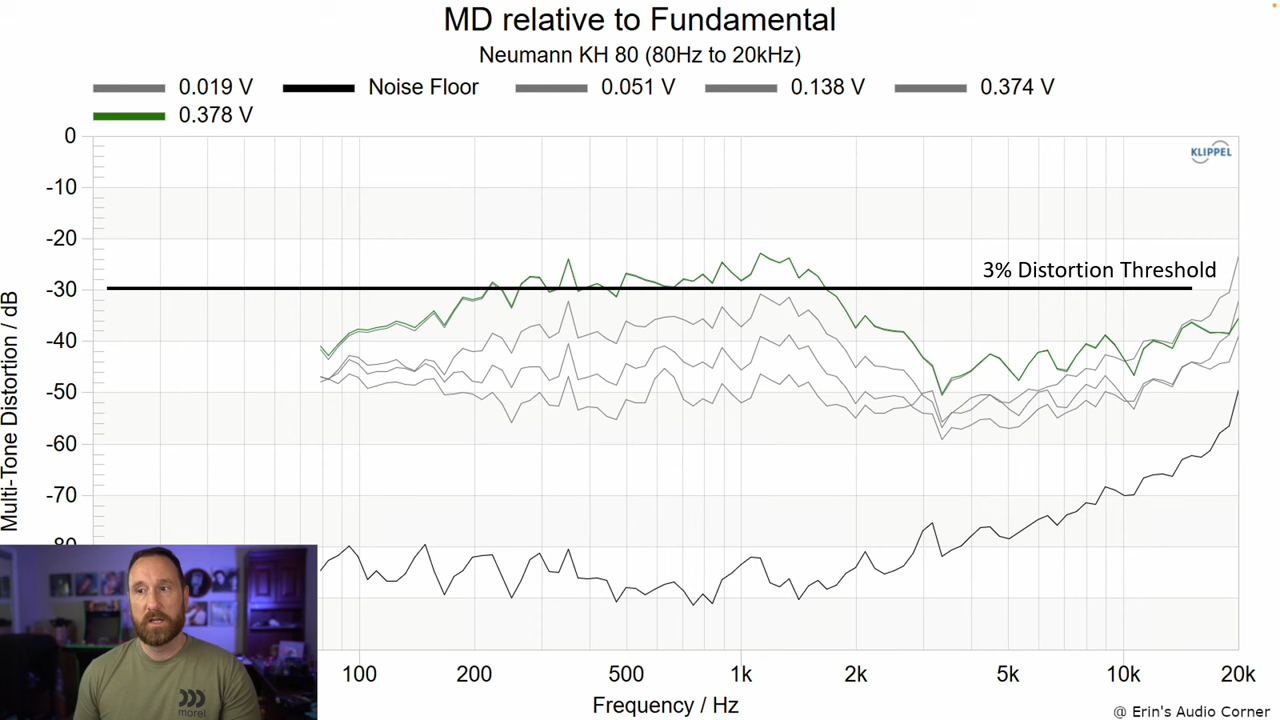 MD relative to Fundamental
Neumann KH 80 (80Hz to 20kHz)
0.019 V Noise Floor 0.051 V 0.138 V 0.374 V
0.378 V
KLIPPEL
3% Distortion Threshold
Multi-Tone Distortion / dB
0
-10
-20
-30
-40
-50
-60
-70
100 200 500 1k 2k 5k 10k 20k
Frequency / Hz
morel
@ Erin's Audio Corner